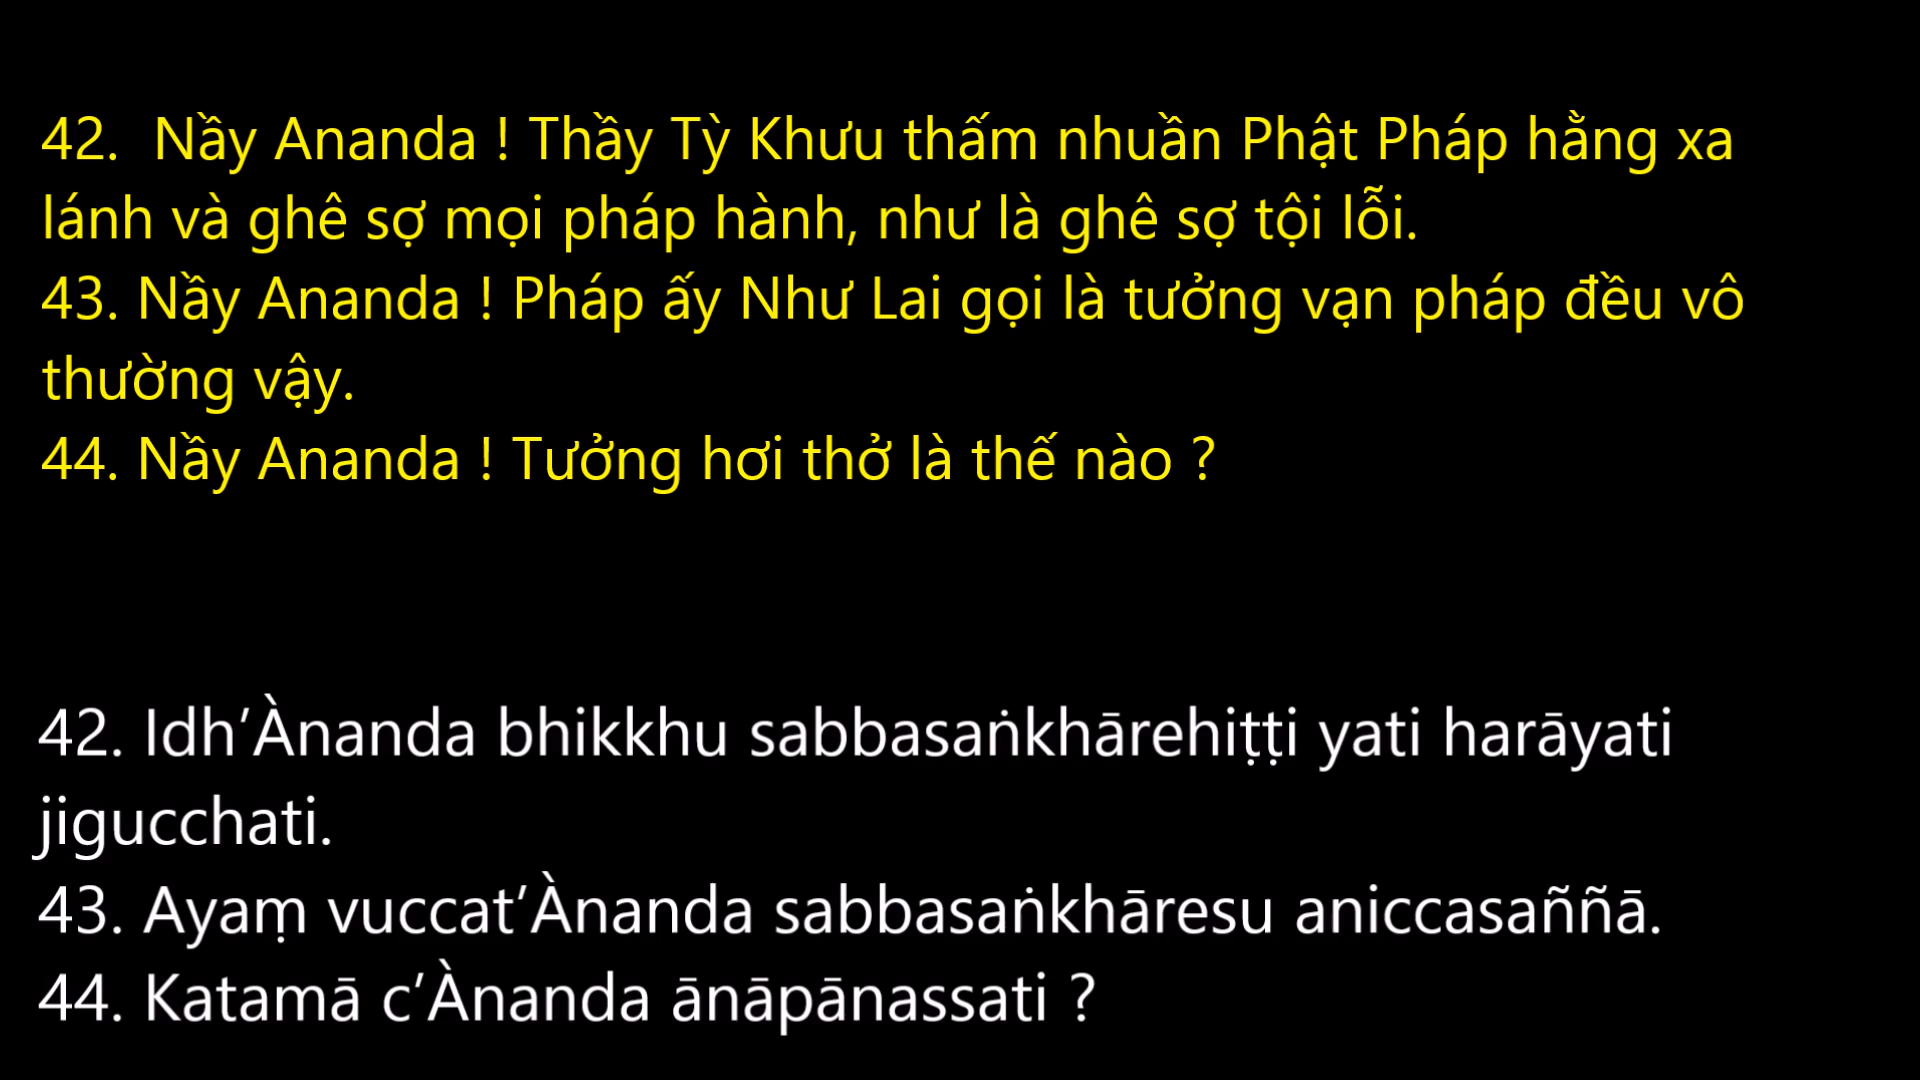 42.  Nầy Ananda ! Thầy Tỳ Khưu thấm nhuần Phật Pháp hằng xa
lánh và ghê sợ mọi pháp hành, như là ghê sợ tội lỗi.
43. Nầy Ananda ! Pháp ấy Như Lai gọi là tưởng vạn pháp đều vô
thường vậy.
44. Nầy Ananda ! Tưởng hơi thở là thế nào ?
42. Idh’Ànanda bhikkhu sabbasaṅkhārehiṭṭi yati harāyati
jigucchati.
43. Ayaṃ vuccat’Ànanda sabbasaṅkhāresu aniccasaññā.
44. Katamā c’Ànanda ānāpānassati ?